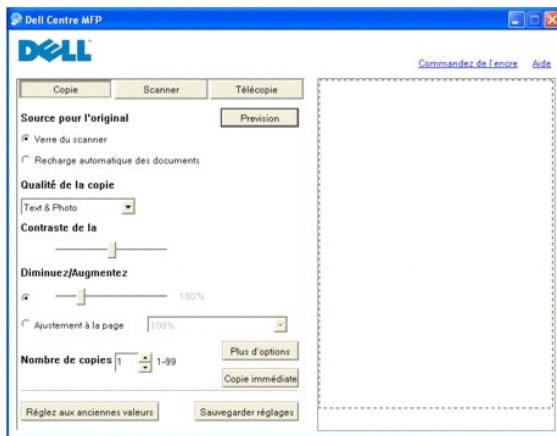 Dell Centre MFP
DELL
Commandez de l'encre Aide
Copie Scanner Télécopie
Source pour l'original Prevision
Verre du scanner
Recharge automatique des documents
Qualité de la copie
Text & Photo
Contraste de la
Diminuez/Augmentez
100%
Ajustement à la page 100%
Plus d'options
Nombre de copies 1 1-99
Copie immédiate
Réglez aux anciennes valeurs Sauvegarder réglages